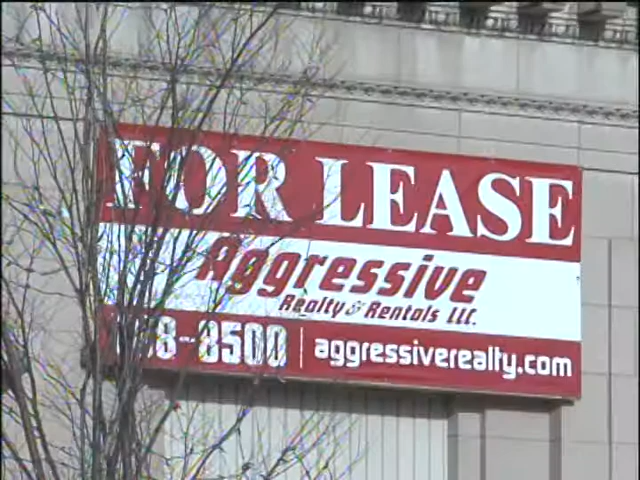 FOR LEASE
Aggressive
Realty & Rentals LLC.
8-8500 | aggressiverealty.com